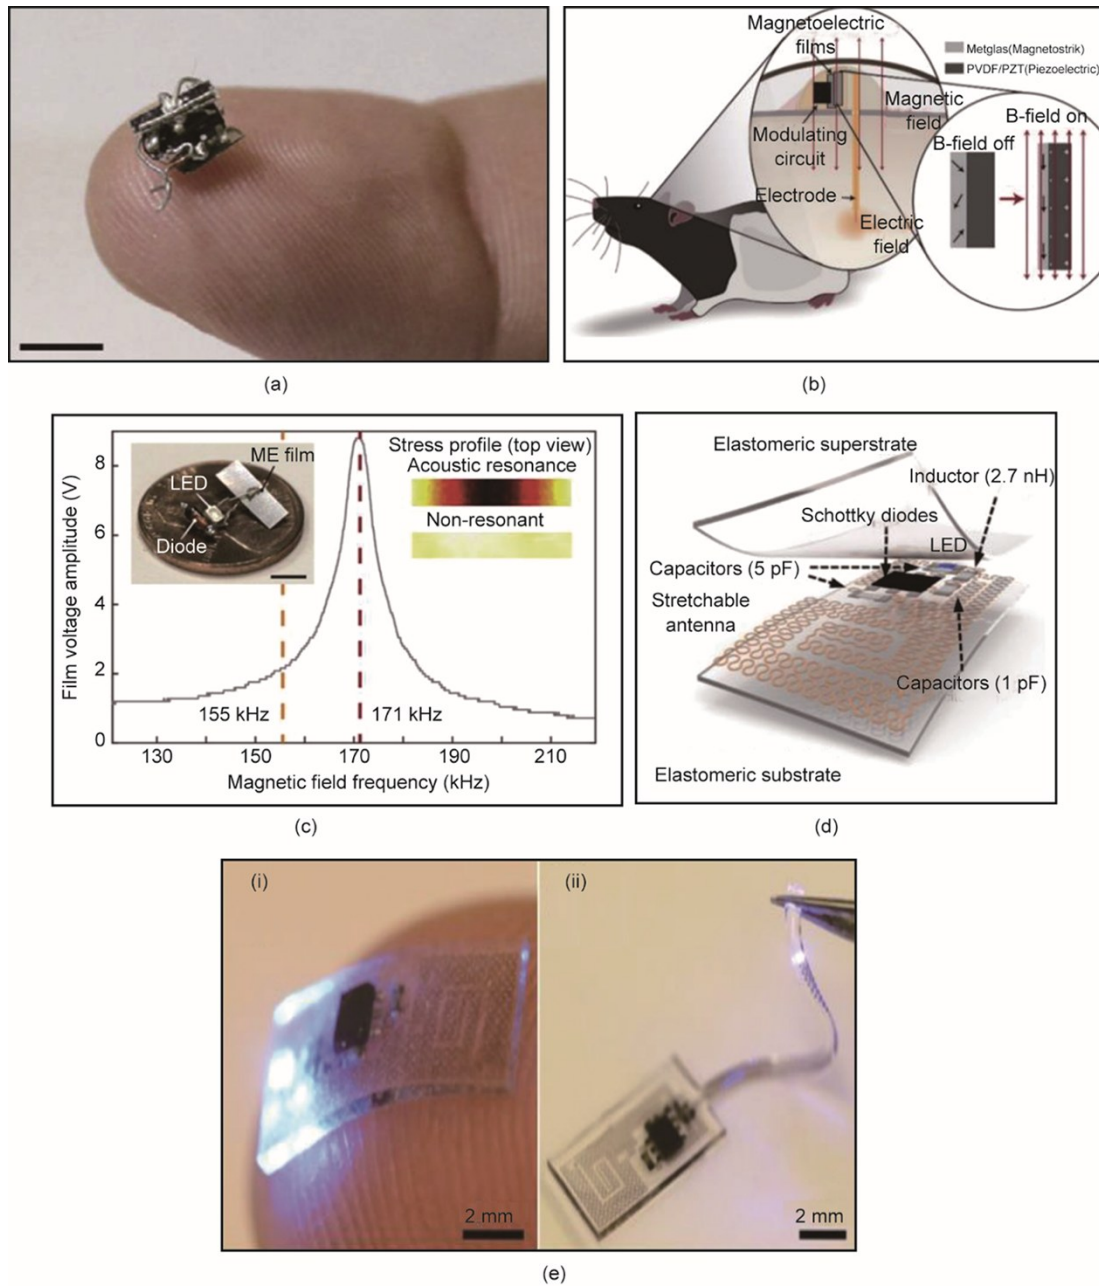 (a)
Magnetoelectric
films
Metglas(Magnetostrik)
PVDF/PZT(Piezoelectric)
Magnetic
field
Modulating
circuit
B-field on
B-field off
Electrode
Electric
field
(b)
Film voltage amplitude (V)
8
6
4
2
0
ME film
LED
Diode
Stress profile (top view)
Acoustic resonance
Non-resonant
155 kHz
171 kHz
130
150
170
190
210
Magnetic field frequency (kHz)
(c)
Elastomeric superstrate
Inductor (2.7 nH)
Schottky diodes
LED
Capacitors (5 pF)
Stretchable
antenna
Capacitors (1 pF)
Elastomeric substrate
(d)
(i)
2 mm
(ii)
2 mm
(e)